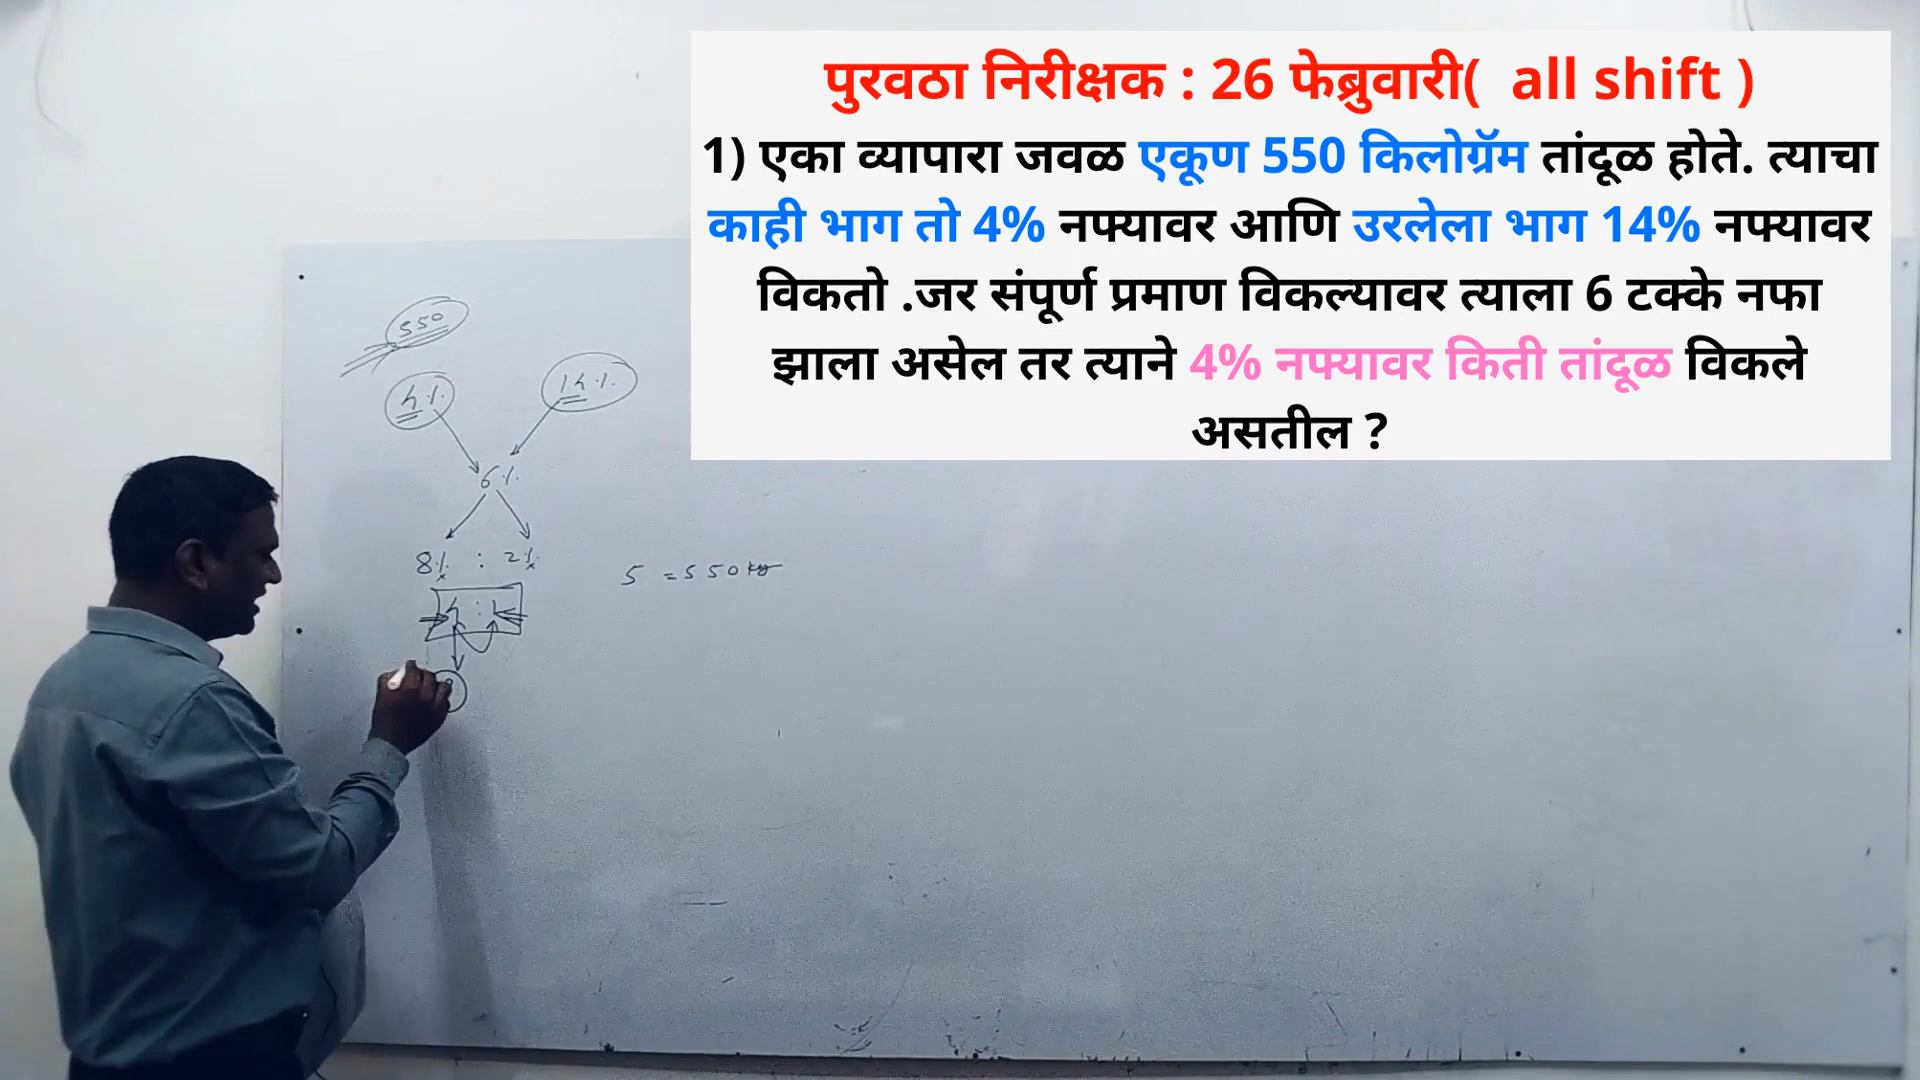 पुरवठा निरीक्षक : 26 फेब्रुवारी( all shift )
1) एका व्यापारा जवळ एकूण 550 किलोग्रॅम तांदूळ होते. त्याचा
काही भाग तो 4% नफ्यावर आणि उरलेला भाग 14% नफ्यावर
विकतो .जर संपूर्ण प्रमाण विकल्यावर त्याला 6 टक्के नफा
झाला असेल तर त्याने 4% नफ्यावर किती तांदूळ विकले
असतील ?
550
4% 14%
6%
8% : 2%
5 = 550 kg
4 : 1